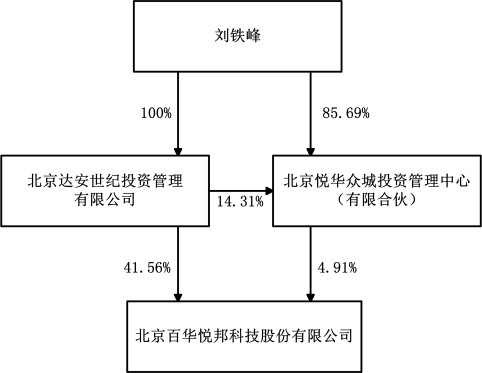 刘铁峰
100%
85.69%
北京达安世纪投资管理
有限公司
14.31%
北京悦华众城投资管理中心
（有限合伙）
41.56%
4.91%
北京百华悦邦科技股份有限公司